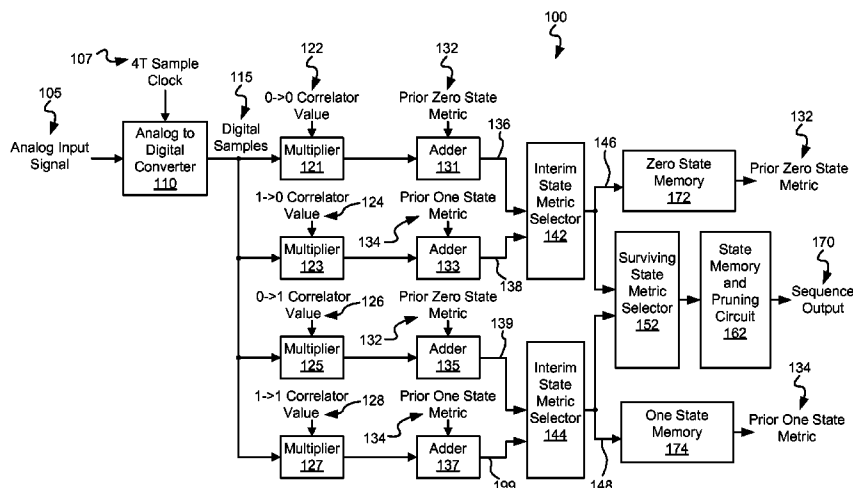 100
107
4T Sample
Clock
105
Analog Input
Signal
Analog to
Digital
Converter
110
115
Digital
Samples
122
0->0 Correlator
Value
Multiplier
121
132
Prior Zero State
Metric
Adder
131
136
1->0 Correlator
Value
124
Multiplier
123
134
Prior One State
Metric
Adder
133
138
Interim
State
Metric
Selector
142
146
Zero State
Memory
172
132
Prior Zero State
Metric
0->1 Correlator
Value
126
Multiplier
125
132
Prior Zero State
Metric
Adder
135
139
1->1 Correlator
Value
128
Multiplier
127
134
Prior One State
Metric
Adder
137
199
Interim
State
Metric
Selector
144
148
Surviving
State
Metric
Selector
152
State
Memory
and
Pruning
Circuit
162
170
Sequence
Output
One State
Memory
174
134
Prior One State
Metric